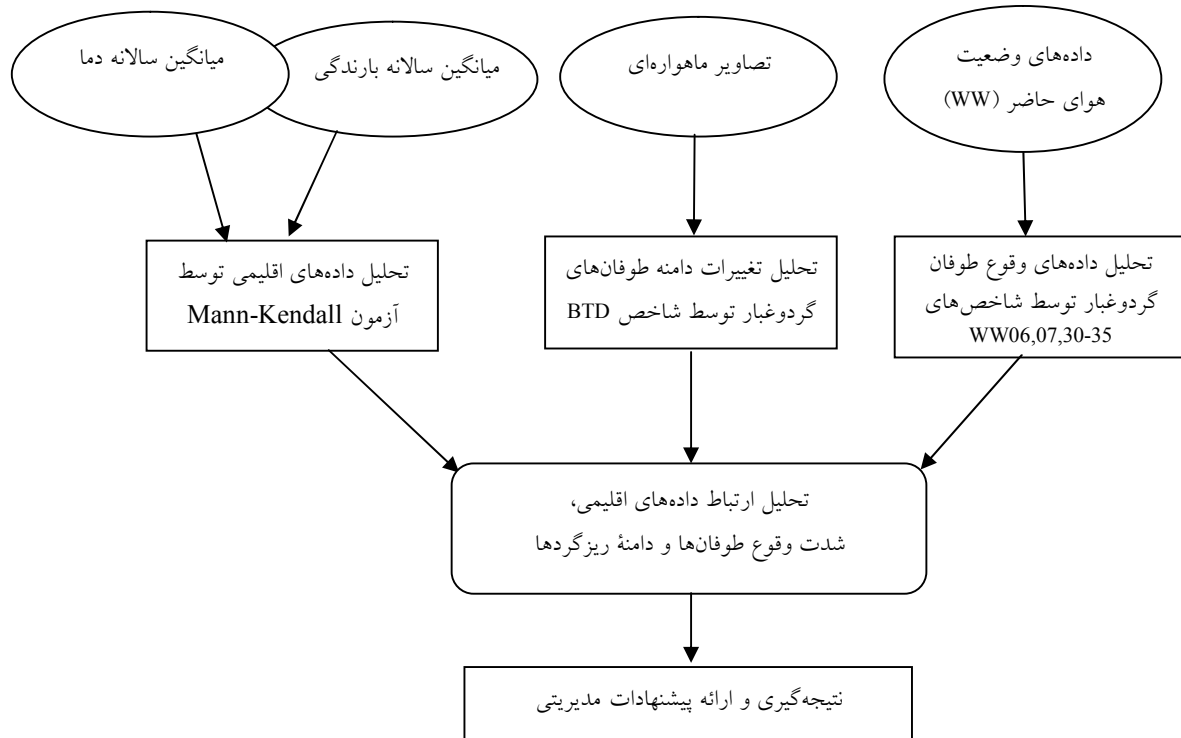 داده‌های وضعیت
هوای حاضر (WW)
تصاویر ماهواره‌ای
میانگین سالانه بارندگی
میانگین سالانه دما
تحلیل داده‌های وقوع طوفان
گردوغبار توسط شاخص‌های
WW06,07,30-35
تحلیل تغییرات دامنه طوفان‌های
گردوغبار توسط شاخص BTD
تحلیل داده‌های اقلیمی توسط
آزمون Mann-Kendall
تحلیل ارتباط داده‌های اقلیمی،
شدت وقوع طوفان‌ها و دامنهٔ ریزگردها
نتیجه‌گیری و ارائه پیشنهادات مدیریتی